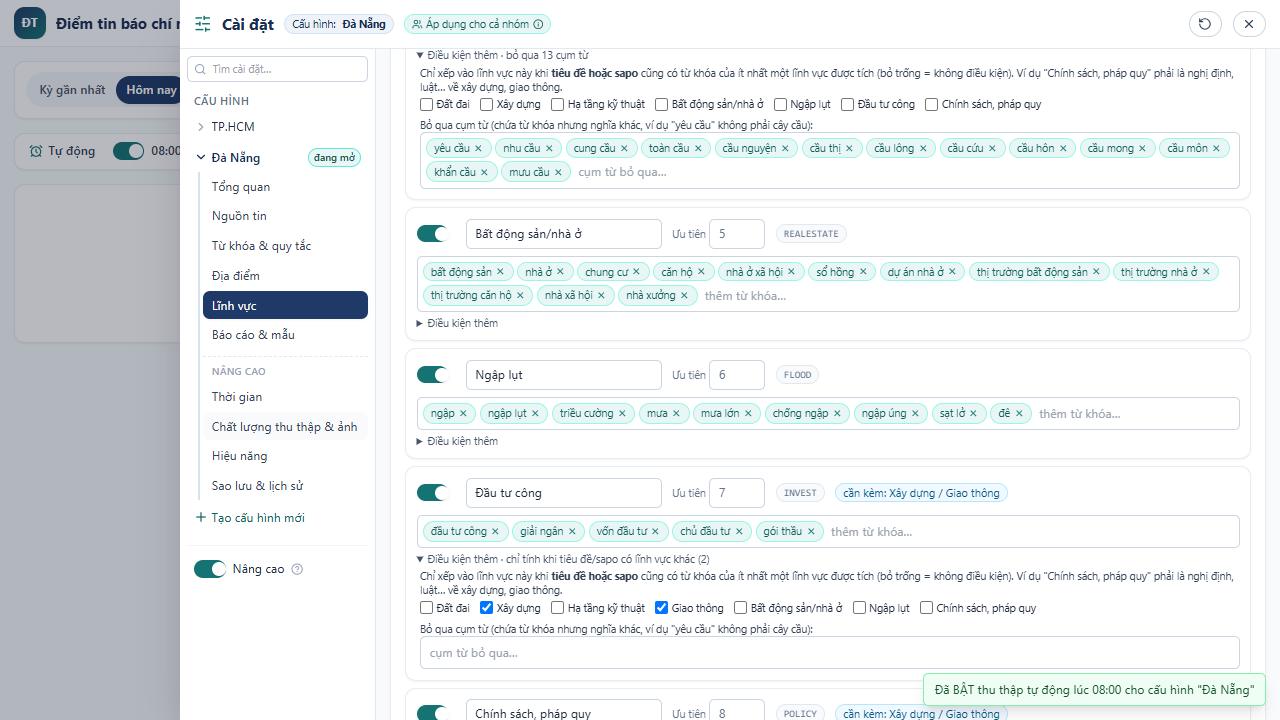 ĐT Điểm tin báo chí
Kỳ gần nhất Hôm nay
Tự động 08:00
Cài đặt Cấu hình: Đà Nẵng Áp dụng cho cả nhóm
Tìm cài đặt...
CẤU HÌNH
TP.HCM
Đà Nẵng đang mở
Tổng quan
Nguồn tin
Từ khóa & quy tắc
Địa điểm
Lĩnh vực
Báo cáo & mẫu
NÂNG CAO
Thời gian
Chất lượng thu thập & ảnh
Hiệu năng
Sao lưu & lịch sử
+ Tạo cấu hình mới
Nâng cao
▼ Điều kiện thêm · bỏ qua 13 cụm từ
Chỉ xếp vào lĩnh vực này khi tiêu đề hoặc sapo cũng có từ khóa của ít nhất một lĩnh vực được tích (bỏ trống = không điều kiện). Ví dụ "Chính sách, pháp quy" phải là nghị định,
luật... về xây dựng, giao thông.
Đất đai Xây dựng Hạ tầng kỹ thuật Bất động sản/nhà ở Ngập lụt Đầu tư công Chính sách, pháp quy
Bỏ qua cụm từ (chứa từ khóa nhưng nghĩa khác, ví dụ "yêu cầu" không phải cây cầu):
yêu cầu × nhu cầu × cung cầu × toàn cầu × cầu nguyện × cầu thị × cầu lông × cầu cứu × cầu hôn × cầu mong × cầu môn ×
khẩn cầu × mưu cầu × cụm từ bỏ qua...
Bất động sản/nhà ở Ưu tiên 5 REALESTATE
bất động sản × nhà ở × chung cư × căn hộ × nhà ở xã hội × sổ hồng × dự án nhà ở × thị trường bất động sản × thị trường nhà ở ×
thị trường căn hộ × nhà xã hội × nhà xưởng × thêm từ khóa...
▶ Điều kiện thêm
Ngập lụt Ưu tiên 6 FLOOD
ngập × ngập lụt × triều cường × mưa × mưa lớn × chống ngập × ngập úng × sạt lở × đê × thêm từ khóa...
▶ Điều kiện thêm
Đầu tư công Ưu tiên 7 INVEST cần kèm: Xây dựng / Giao thông
đầu tư công × giải ngân × vốn đầu tư × chủ đầu tư × gói thầu × thêm từ khóa...
▼ Điều kiện thêm · chỉ tính khi tiêu đề/sapo có lĩnh vực khác (2)
Chỉ xếp vào lĩnh vực này khi tiêu đề hoặc sapo cũng có từ khóa của ít nhất một lĩnh vực được tích (bỏ trống = không điều kiện). Ví dụ "Chính sách, pháp quy" phải là nghị định,
luật... về xây dựng, giao thông.
Đất đai Xây dựng Hạ tầng kỹ thuật Giao thông Bất động sản/nhà ở Ngập lụt Chính sách, pháp quy
Bỏ qua cụm từ (chứa từ khóa nhưng nghĩa khác, ví dụ "yêu cầu" không phải cây cầu):
cụm từ bỏ qua...
Chính sách, pháp quy Ưu tiên 8 POLICY cần kèm: Xây dựng / Giao thông
Đã BẬT thu thập tự động lúc 08:00 cho cấu hình "Đà Nẵng"